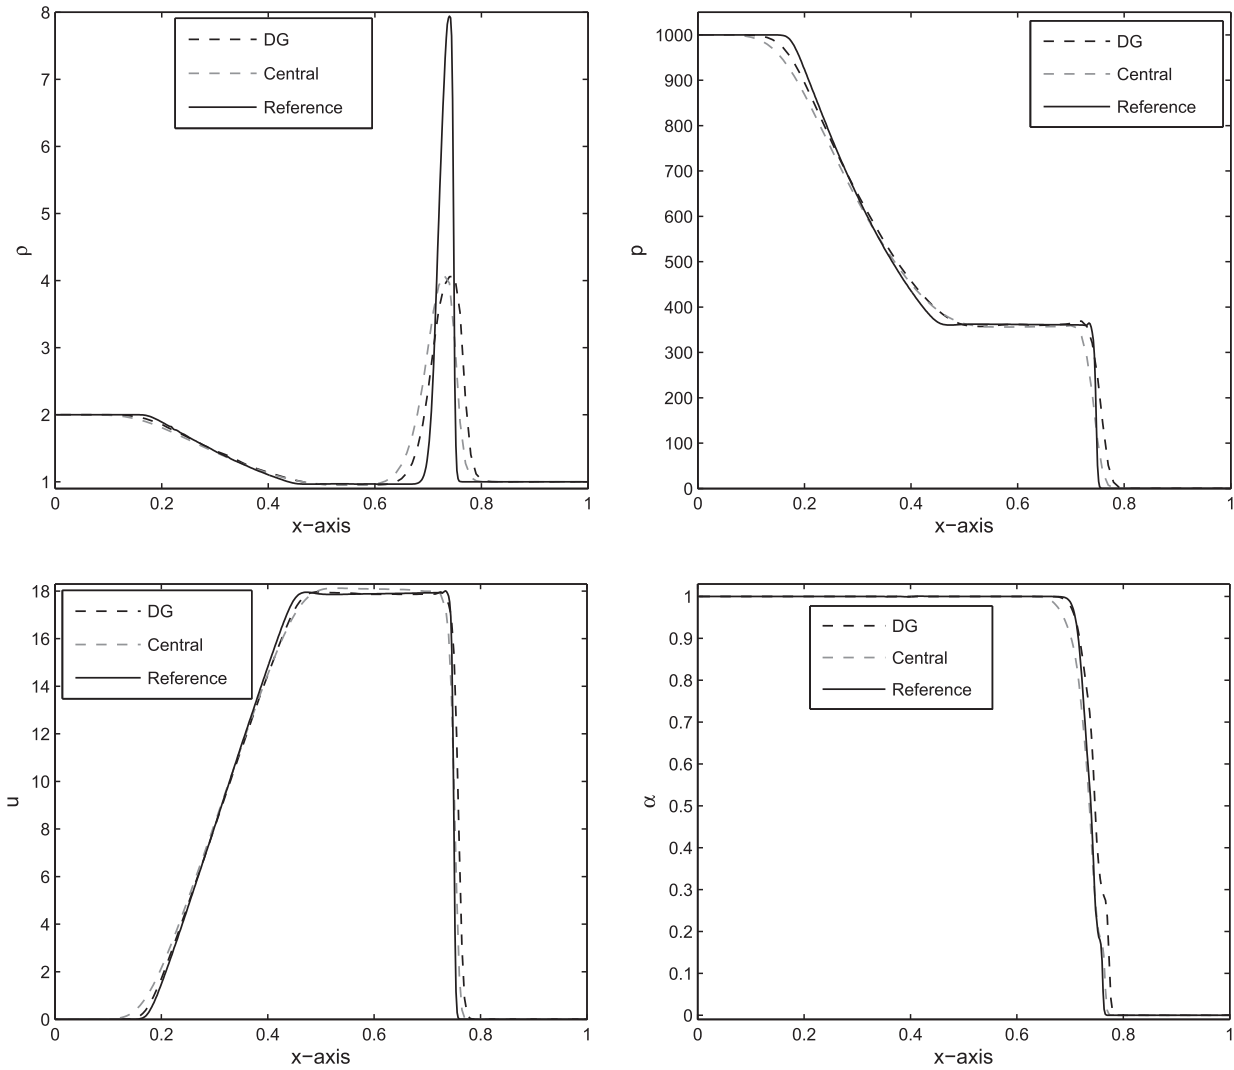 8
7
6
5
4
3
2
1
ρ
DG
Central
Reference
0 0.2 0.4 0.6 0.8 1
x−axis
1000
900
800
700
600
500
400
300
200
100
0
p
DG
Central
Reference
0 0.2 0.4 0.6 0.8 1
x−axis
18
16
14
12
10
8
6
4
2
0
u
DG
Central
Reference
0 0.2 0.4 0.6 0.8 1
x−axis
1
0.9
0.8
0.7
0.6
0.5
0.4
0.3
0.2
0.1
0
α
DG
Central
Reference
0 0.2 0.4 0.6 0.8 1
x−axis